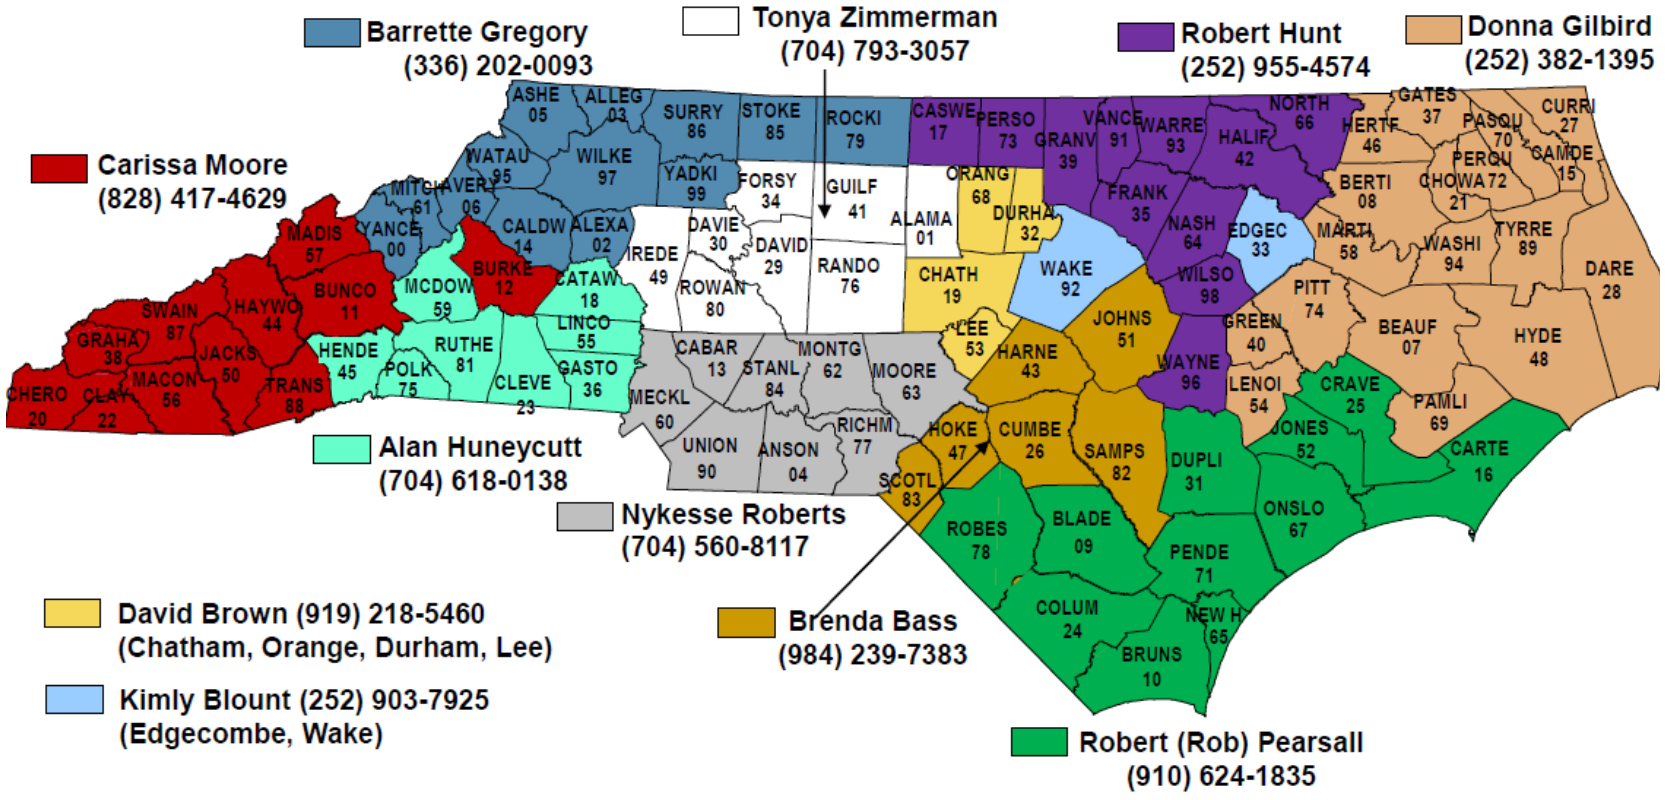 Barrette Gregory
(336) 202-0093
Tonya Zimmerman
(704) 793-3057
Robert Hunt
(252) 955-4574
Donna Gilbird
(252) 382-1395
Carissa Moore
(828) 417-4629
Alan Huneycutt
(704) 618-0138
Nykesse Roberts
(704) 560-8117
David Brown (919) 218-5460
(Chatham, Orange, Durham, Lee)
Kimly Blount (252) 903-7925
(Edgecombe, Wake)
Brenda Bass
(984) 239-7383
Robert (Rob) Pearsall
(910) 624-1835
ASHE
05
ALLEG
03
SURRY
86
STOKE
85
ROCKI
79
CASWE
17
PERSO
73
GRANV
39
VANCE
91
WARRE
93
HALIF
42
NORTH
66
HERTF
46
GATES
37
PASQU
70
CURRI
27
CAMDE
15
PERQU
72
CHOWA
21
BERTI
08
WATAU
95
WILKE
97
YADKI
99
FORSY
34
GUILF
41
ALAMA
01
ORANG
68
DURHA
32
FRANK
35
NASH
64
EDGEC
33
MARTI
58
WASHI
94
TYRRE
89
DARE
28
MITCH
61
AVERY
06
YANCE
00
CALDW
14
ALEXA
02
IREDE
49
DAVIE
30
DAVID
29
RANDO
76
ROWAN
80
CHATH
19
WAKE
92
WILSO
98
PITT
74
BEAUF
07
HYDE
48
MADIS
57
BUNCO
11
HAYWO
44
SWAIN
87
GRAHA
38
JACKS
50
CHERO
20
CLAY
22
MACON
56
TRANS
88
HENDE
45
MCDOW
59
BURKE
12
CATAW
18
LINCO
55
RUTHE
81
POLK
75
CLEVE
23
GASTO
36
MECKL
60
CABAR
13
STANL
84
MONTG
62
MOORE
63
LEE
53
HARNE
43
JOHNS
51
WAYNE
96
GREEN
40
LENOI
54
CRAVE
25
PAMLI
69
CARTE
16
JONES
52
UNION
90
ANSON
04
RICHM
77
SCOTL
83
HOKE
47
CUMBE
26
SAMPS
82
DUPLI
31
ONSLO
67
ROBES
78
BLADE
09
PENDE
71
COLUM
24
NEW H
65
BRUNS
10